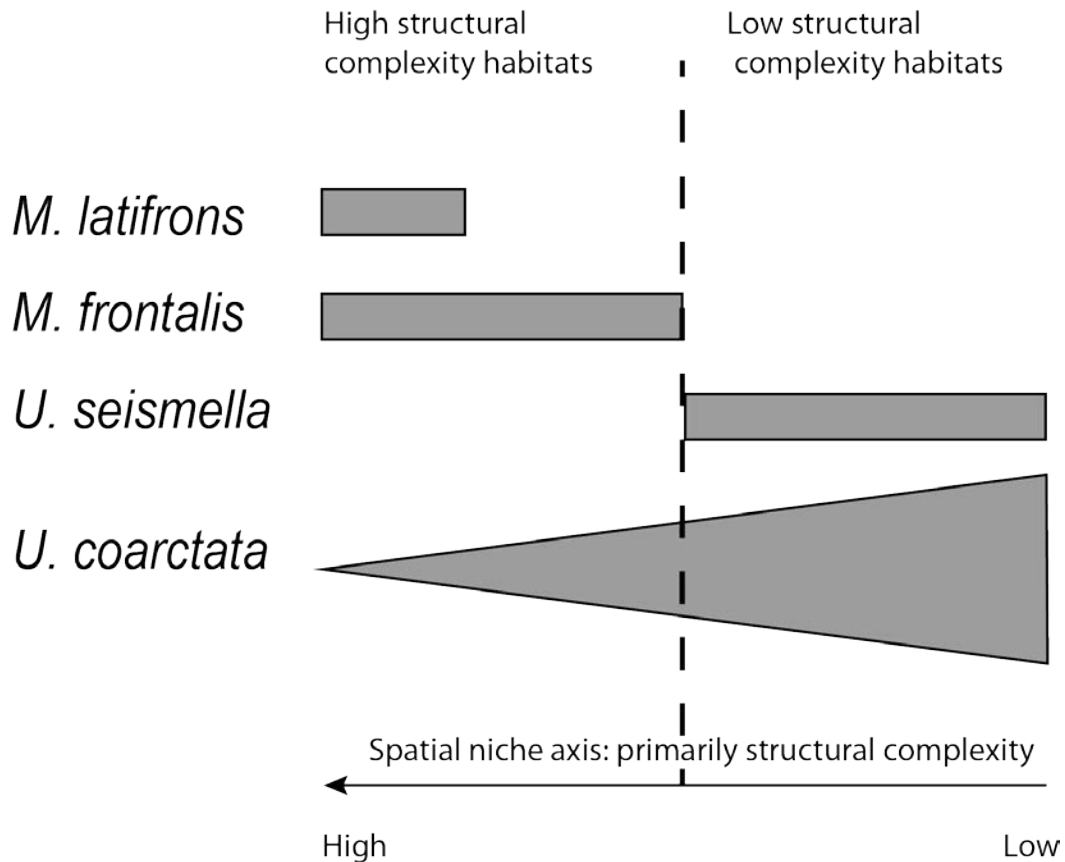 High structural
complexity habitats
Low structural
complexity habitats
M. latifrons
M. frontalis
U. seismella
U. coarctata
Spatial niche axis: primarily structural complexity
High
Low